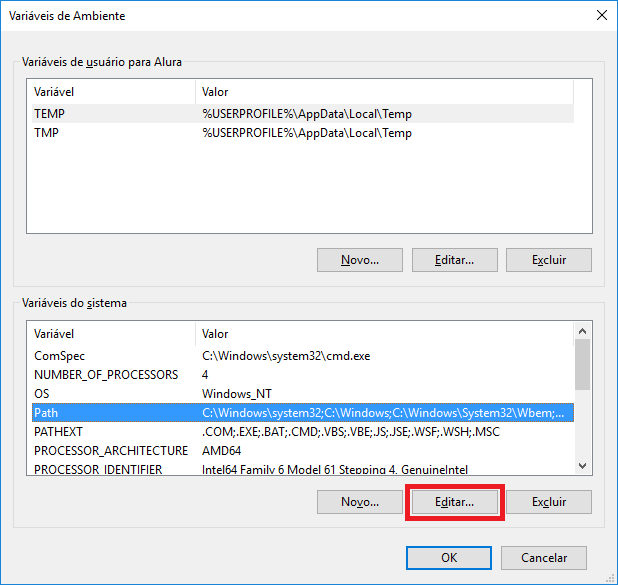 Variáveis de Ambiente
Variáveis de usuário para Alura
Variável Valor
TEMP %USERPROFILE%\AppData\Local\Temp
TMP %USERPROFILE%\AppData\Local\Temp
Novo... Editar... Excluir
Variáveis do sistema
Variável Valor
ComSpec C:\Windows\system32\cmd.exe
NUMBER_OF_PROCESSORS 4
OS Windows_NT
Path C:\Windows\system32;C:\Windows;C:\Windows\System32\Wbem;...
PATHEXT .COM;.EXE;.BAT;.CMD;.VBS;.VBE;.JS;.JSE;.WSF;.WSH;.MSC
PROCESSOR_ARCHITECTURE AMD64
PROCESSOR_IDENTIFIER Intel64 Family 6 Model 61 Stepping 4, GenuineIntel
Novo... Editar... Excluir
OK Cancelar